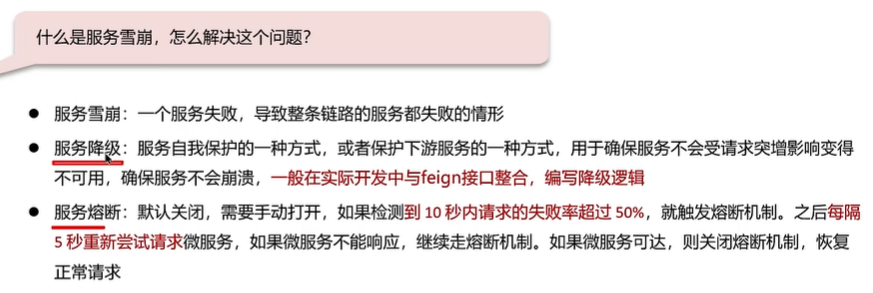 什么是服务雪崩，怎么解决这个问题？
● 服务雪崩：一个服务失败，导致整条链路的服务都失败的情形
● 服务降级：服务自我保护的一种方式，或者保护下游服务的一种方式，用于确保服务不会受请求突增影响变得
不可用，确保服务不会崩溃，一般在实际开发中与feign接口整合，编写降级逻辑
● 服务熔断：默认关闭，需要手动打开，如果检测到 10 秒内请求的失败率超过 50%，就触发熔断机制。之后每隔
5 秒重新尝试请求微服务，如果微服务不能响应，继续走熔断机制。如果微服务可达，则关闭熔断机制，恢复
正常请求